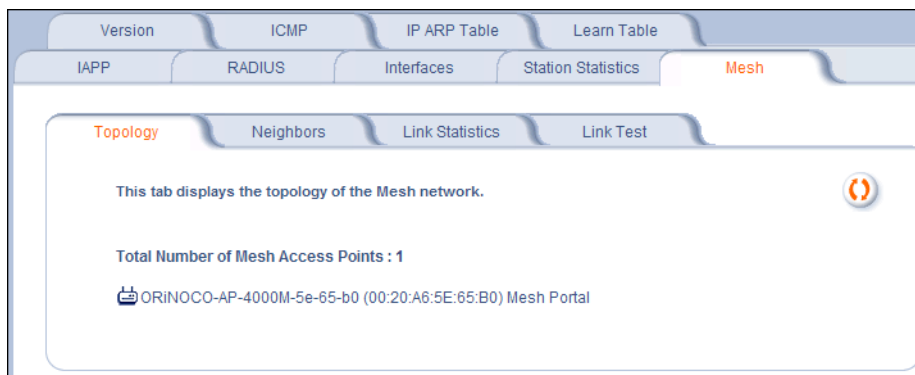 Version ICMP IP ARP Table Learn Table
IAPP RADIUS Interfaces Station Statistics Mesh
Topology Neighbors Link Statistics Link Test
This tab displays the topology of the Mesh network.
Total Number of Mesh Access Points : 1
ORiNOCO-AP-4000M-5e-65-b0 (00:20:A6:5E:65:B0) Mesh Portal